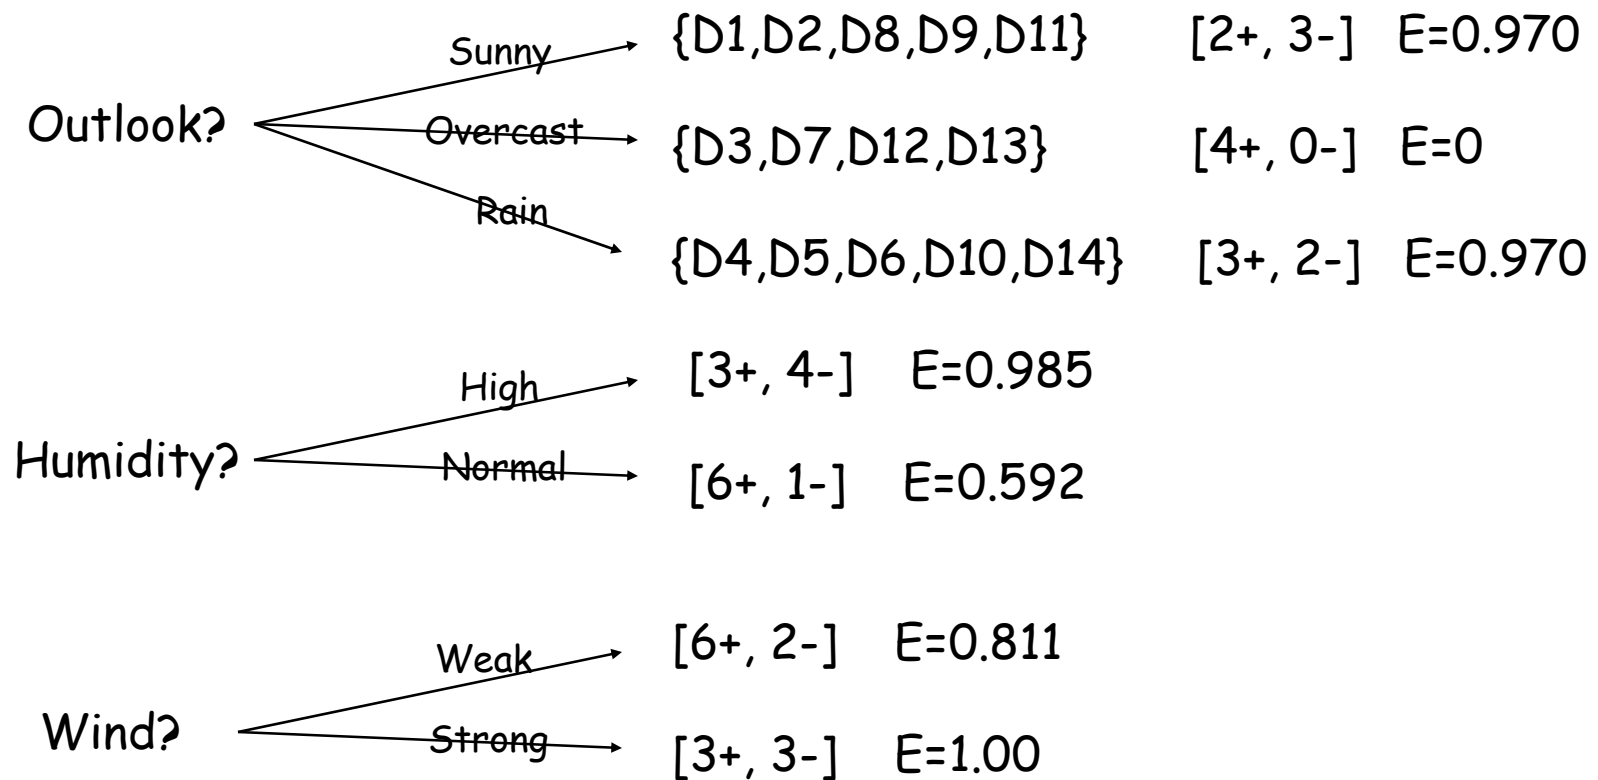 Sunny {D1,D2,D8,D9,D11} [2+, 3-] E=0.970
Outlook? Overcast {D3,D7,D12,D13} [4+, 0-] E=0
Rain {D4,D5,D6,D10,D14} [3+, 2-] E=0.970
High [3+, 4-] E=0.985
Humidity? Normal [6+, 1-] E=0.592
Weak [6+, 2-] E=0.811
Wind? Strong [3+, 3-] E=1.00